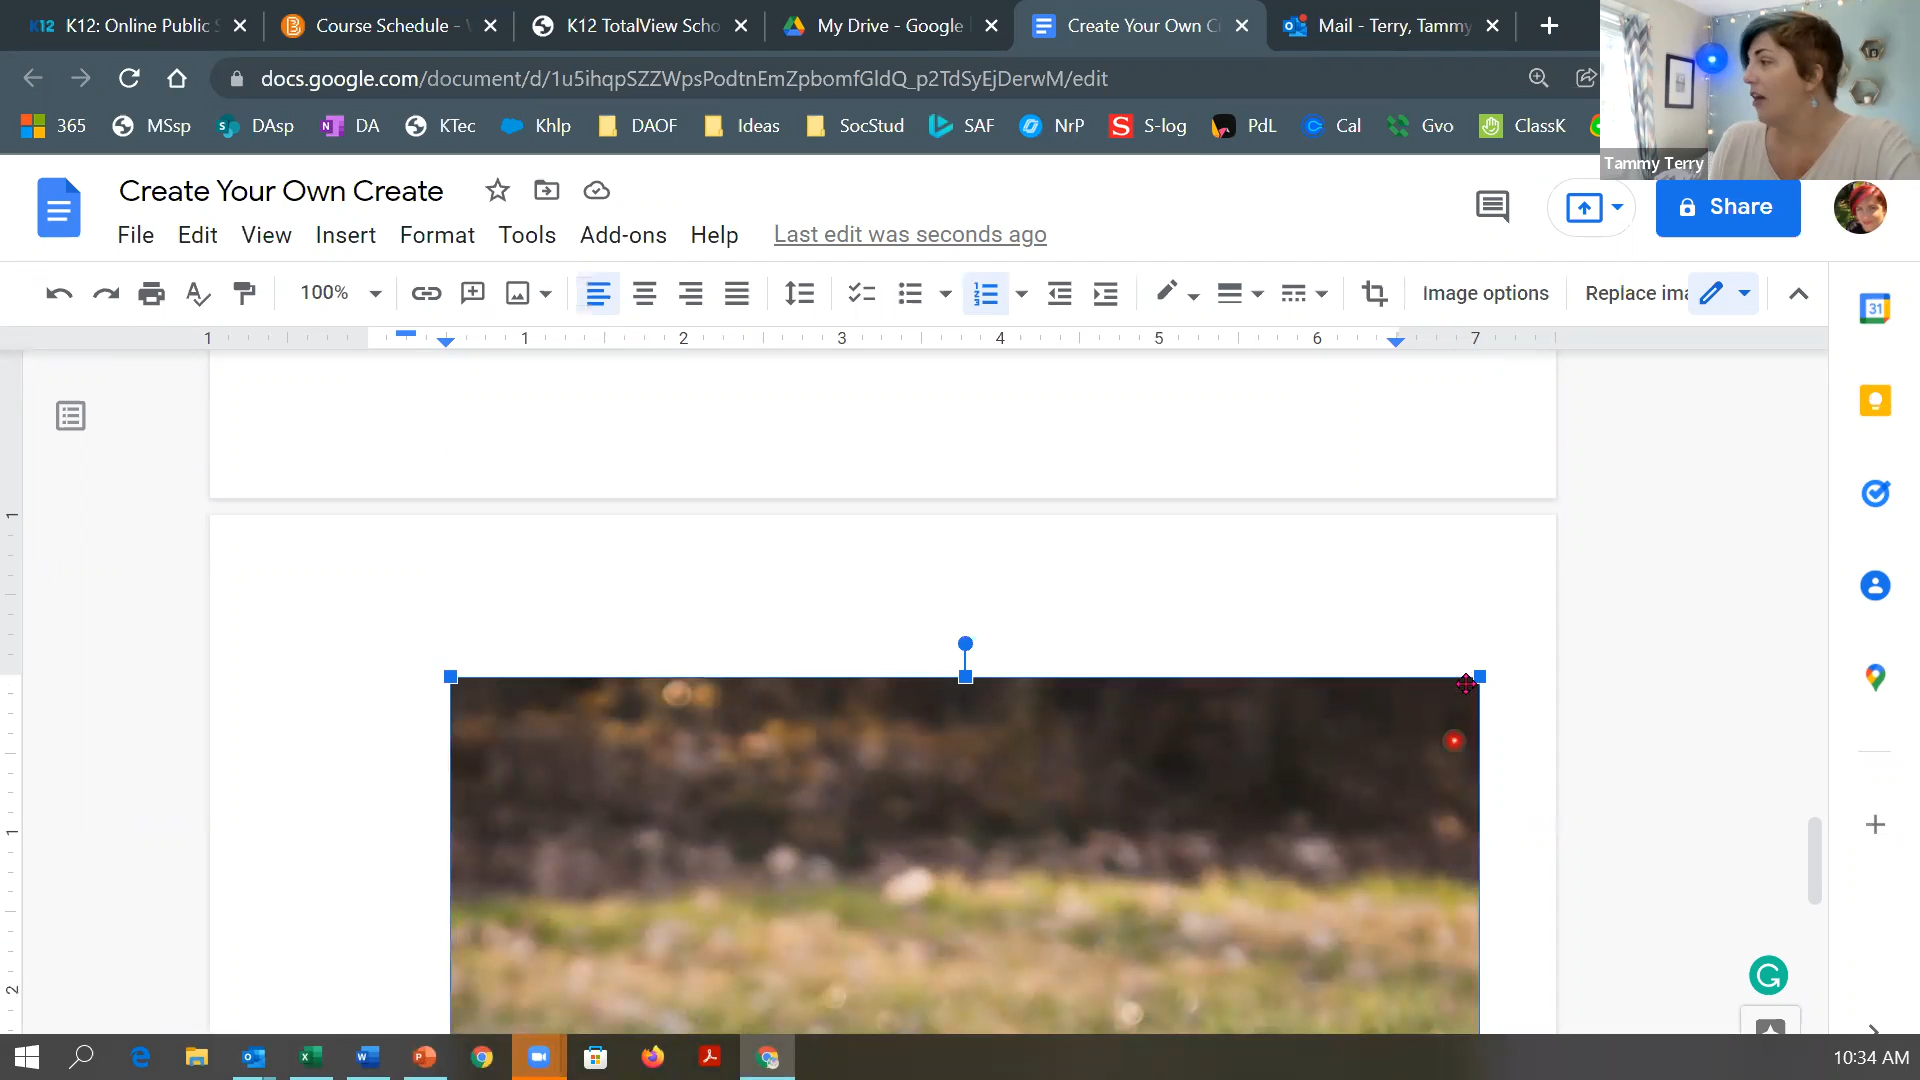 K12: Online Public S
Course Schedule -
K12 TotalView Scho
My Drive - Google
Create Your Own C
Mail - Terry, Tammy
docs.google.com/document/d/1u5ihqpSZZWpsPodtnEmZpbomfGldQ_p2TdSyEjDerwM/edit
365 MSsp DAsp DA KTec Khlp DAOF Ideas SocStud SAF NrP S-log PdL Cal Gvo ClassK
Tammy Terry
Create Your Own Create
Share
File Edit View Insert Format Tools Add-ons Help Last edit was seconds ago
100% Image options Replace ima
1 1 2 3 4 5 6 7
1
1
2
10:34 AM